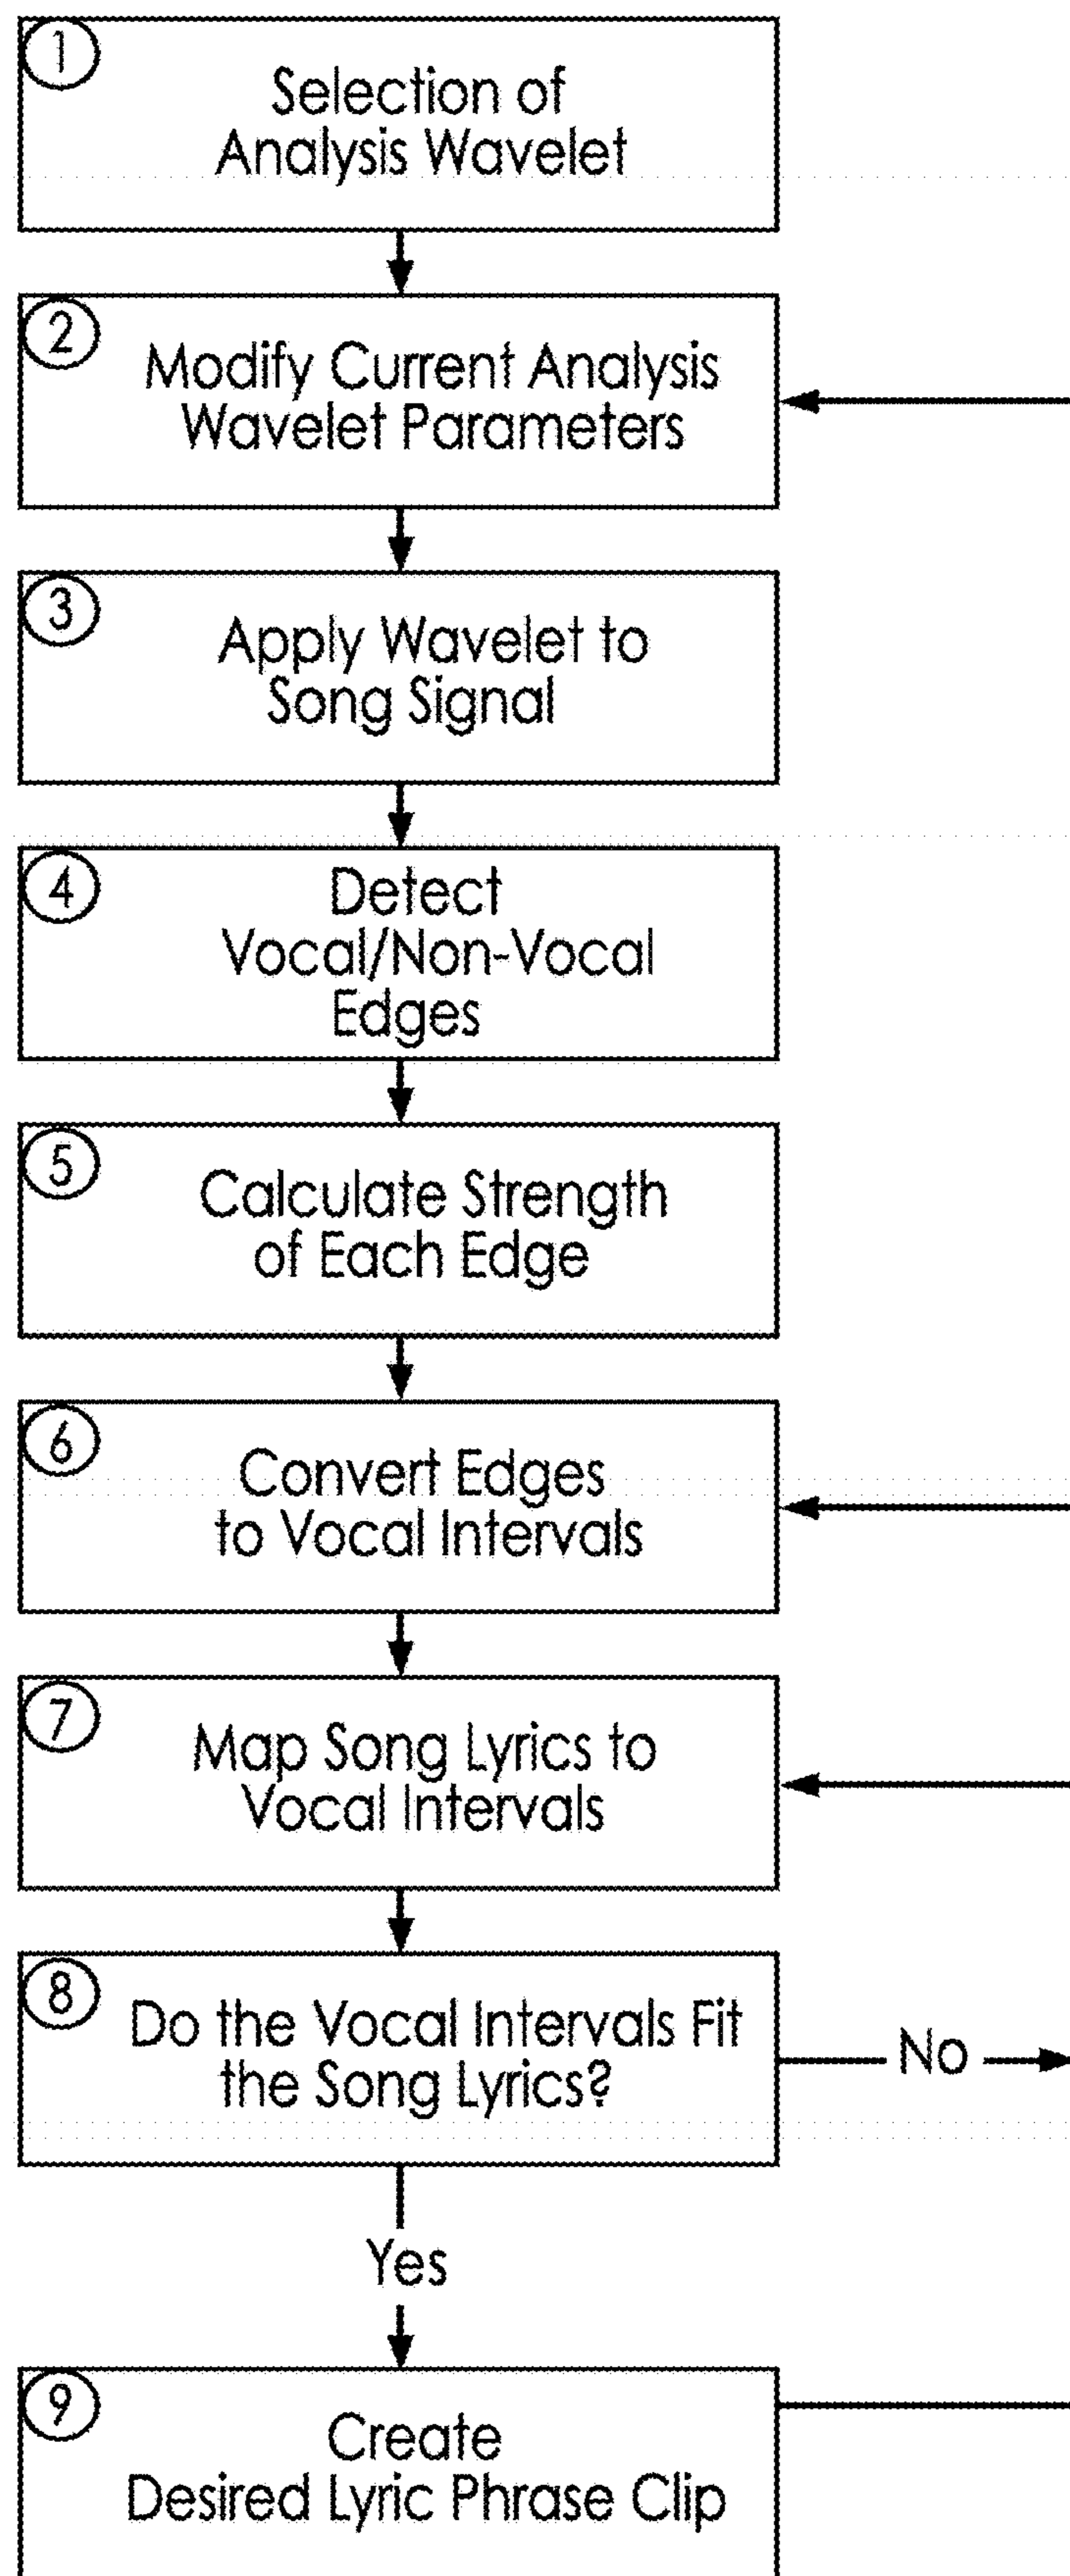 1
Selection of
Analysis Wavelet
2
Modify Current Analysis
Wavelet Parameters
3
Apply Wavelet to
Song Signal
4
Detect
Vocal/Non-Vocal
Edges
5
Calculate Strength
of Each Edge
6
Convert Edges
to Vocal Intervals
7
Map Song Lyrics to
Vocal Intervals
8
Do the Vocal Intervals Fit
the Song Lyrics?
No
Yes
9
Create
Desired Lyric Phrase Clip